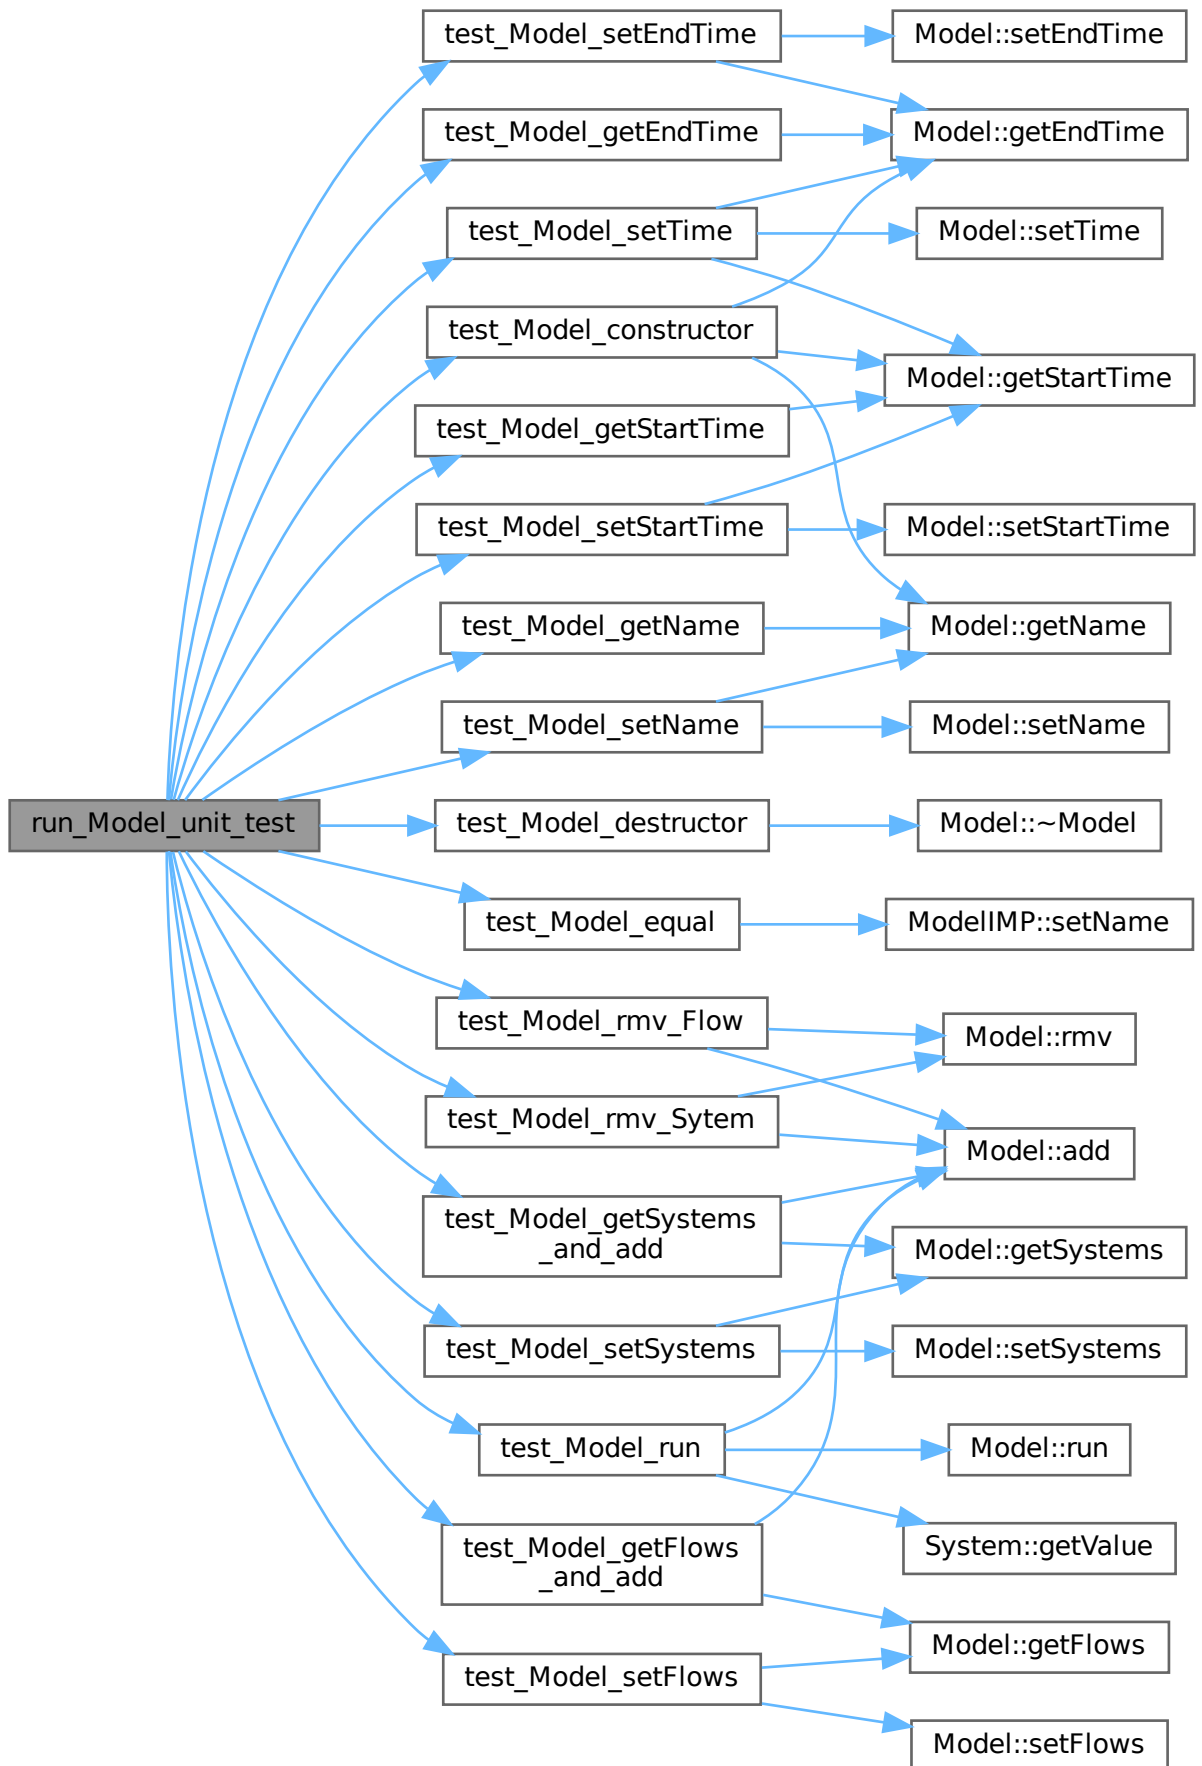 run_Model_unit_test
test_Model_setEndTime
test_Model_getEndTime
test_Model_setTime
test_Model_constructor
test_Model_getStartTime
test_Model_setStartTime
test_Model_getName
test_Model_setName
test_Model_destructor
test_Model_equal
test_Model_rmv_Flow
test_Model_rmv_Sytem
test_Model_getSystems
_and_add
test_Model_setSystems
test_Model_run
test_Model_getFlows
_and_add
test_Model_setFlows
Model::setEndTime
Model::getEndTime
Model::setTime
Model::getStartTime
Model::setStartTime
Model::getName
Model::setName
Model::~Model
ModelIMP::setName
Model::rmv
Model::add
Model::getSystems
Model::setSystems
Model::run
System::getValue
Model::getFlows
Model::setFlows